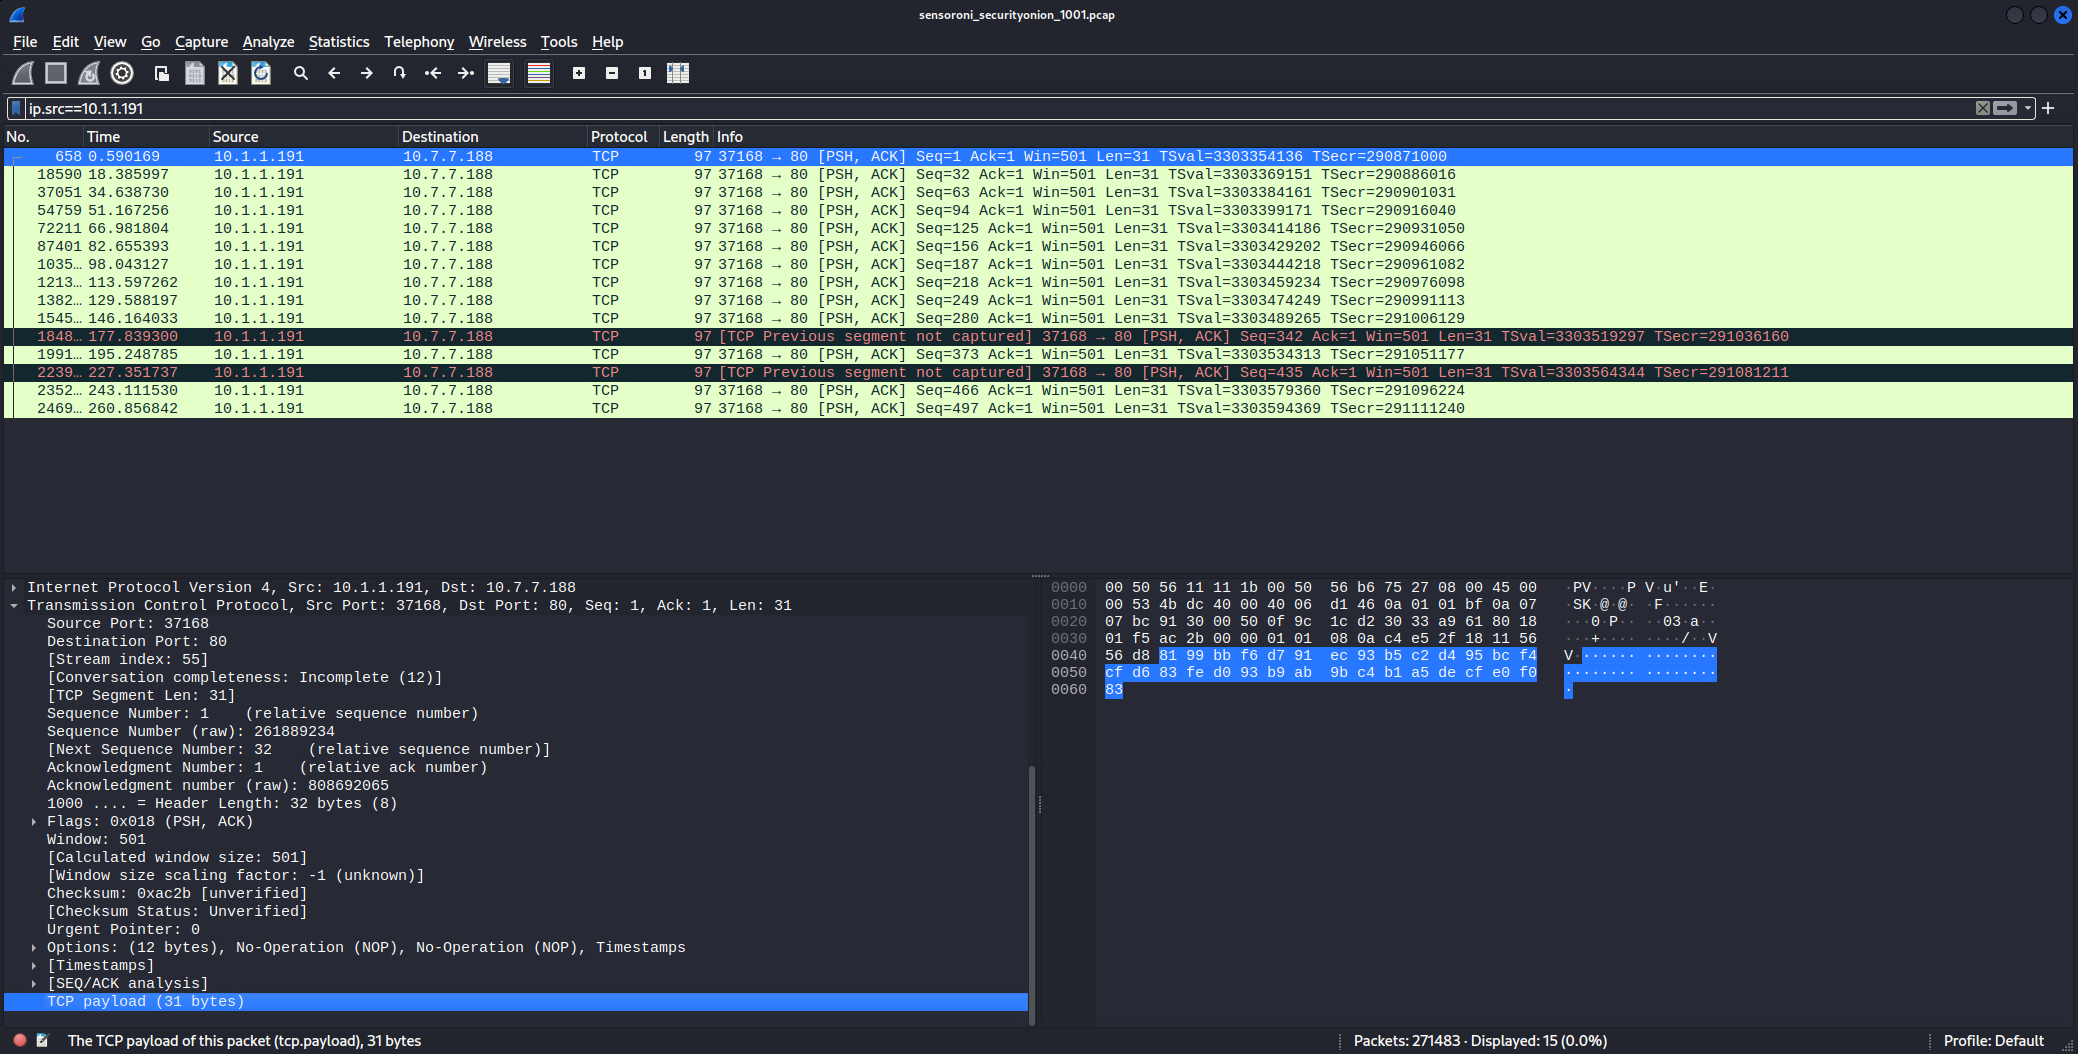 sensoroni_securityonion_1001.pcap
File Edit View Go Capture Analyze Statistics Telephony Wireless Tools Help
ip.src==10.1.1.191
No. Time Source Destination Protocol Length Info
658 0.590169 10.1.1.191 10.7.7.188 TCP 97 37168 → 80 [PSH, ACK] Seq=1 Ack=1 Win=501 Len=31 TSval=3303354136 TSecr=290871000
18590 18.385997 10.1.1.191 10.7.7.188 TCP 97 37168 → 80 [PSH, ACK] Seq=32 Ack=1 Win=501 Len=31 TSval=3303369151 TSecr=290886016
37051 34.638730 10.1.1.191 10.7.7.188 TCP 97 37168 → 80 [PSH, ACK] Seq=63 Ack=1 Win=501 Len=31 TSval=3303384161 TSecr=290901031
54759 51.167256 10.1.1.191 10.7.7.188 TCP 97 37168 → 80 [PSH, ACK] Seq=94 Ack=1 Win=501 Len=31 TSval=3303399171 TSecr=290916040
72211 66.981804 10.1.1.191 10.7.7.188 TCP 97 37168 → 80 [PSH, ACK] Seq=125 Ack=1 Win=501 Len=31 TSval=3303414186 TSecr=290931050
87401 82.655393 10.1.1.191 10.7.7.188 TCP 97 37168 → 80 [PSH, ACK] Seq=156 Ack=1 Win=501 Len=31 TSval=3303429202 TSecr=290946066
1035… 98.043127 10.1.1.191 10.7.7.188 TCP 97 37168 → 80 [PSH, ACK] Seq=187 Ack=1 Win=501 Len=31 TSval=3303444218 TSecr=290961082
1213… 113.597262 10.1.1.191 10.7.7.188 TCP 97 37168 → 80 [PSH, ACK] Seq=218 Ack=1 Win=501 Len=31 TSval=3303459234 TSecr=290976098
1382… 129.588197 10.1.1.191 10.7.7.188 TCP 97 37168 → 80 [PSH, ACK] Seq=249 Ack=1 Win=501 Len=31 TSval=3303474249 TSecr=290991113
1545… 146.164033 10.1.1.191 10.7.7.188 TCP 97 37168 → 80 [PSH, ACK] Seq=280 Ack=1 Win=501 Len=31 TSval=3303489265 TSecr=291006129
1848… 177.839300 10.1.1.191 10.7.7.188 TCP 97 [TCP Previous segment not captured] 37168 → 80 [PSH, ACK] Seq=342 Ack=1 Win=501 Len=31 TSval=3303519297 TSecr=291036160
1991… 195.248785 10.1.1.191 10.7.7.188 TCP 97 37168 → 80 [PSH, ACK] Seq=373 Ack=1 Win=501 Len=31 TSval=3303534313 TSecr=291051177
2239… 227.351737 10.1.1.191 10.7.7.188 TCP 97 [TCP Previous segment not captured] 37168 → 80 [PSH, ACK] Seq=435 Ack=1 Win=501 Len=31 TSval=3303564344 TSecr=291081211
2352… 243.111530 10.1.1.191 10.7.7.188 TCP 97 37168 → 80 [PSH, ACK] Seq=466 Ack=1 Win=501 Len=31 TSval=3303579360 TSecr=291096224
2469… 260.856842 10.1.1.191 10.7.7.188 TCP 97 37168 → 80 [PSH, ACK] Seq=497 Ack=1 Win=501 Len=31 TSval=3303594369 TSecr=291111240
Internet Protocol Version 4, Src: 10.1.1.191, Dst: 10.7.7.188
Transmission Control Protocol, Src Port: 37168, Dst Port: 80, Seq: 1, Ack: 1, Len: 31
Source Port: 37168
Destination Port: 80
[Stream index: 55]
[Conversation completeness: Incomplete (12)]
[TCP Segment Len: 31]
Sequence Number: 1    (relative sequence number)
Sequence Number (raw): 261889234
[Next Sequence Number: 32    (relative sequence number)]
Acknowledgment Number: 1    (relative ack number)
Acknowledgment number (raw): 808692065
1000 .... = Header Length: 32 bytes (8)
Flags: 0x018 (PSH, ACK)
Window: 501
[Calculated window size: 501]
[Window size scaling factor: -1 (unknown)]
Checksum: 0xac2b [unverified]
[Checksum Status: Unverified]
Urgent Pointer: 0
Options: (12 bytes), No-Operation (NOP), No-Operation (NOP), Timestamps
[Timestamps]
[SEQ/ACK analysis]
TCP payload (31 bytes)
0000 00 50 56 11 11 1b 00 50 56 b6 75 27 08 00 45 00 ·PV····P V·u'··E·
0010 00 53 4b dc 40 00 40 06 d1 46 0a 01 01 bf 0a 07 ·SK·@·@· ·F······
0020 07 bc 91 30 00 50 0f 9c 1c d2 30 33 a9 61 80 18 ···0·P·· ··03·a··
0030 01 f5 ac 2b 00 00 01 01 08 0a c4 e5 2f 18 11 56 ···+···· ····/··V
0040 56 d8 81 99 bb f6 d7 91 ec 93 b5 c2 d4 95 bc f4 V······· ········
0050 cf d6 83 fe d0 93 b9 ab 9b c4 b1 a5 de cf e0 f0 ········ ········
0060 83 ·
The TCP payload of this packet (tcp.payload), 31 bytes
Packets: 271483 · Displayed: 15 (0.0%)
Profile: Default